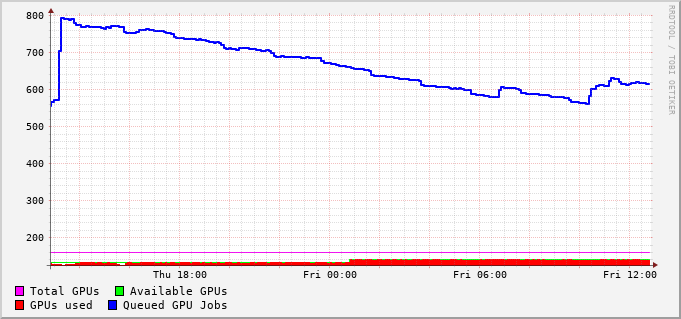 800
700
600
500
400
300
200
Thu 18:00 Fri 00:00 Fri 06:00 Fri 12:00
Total GPUs Available GPUs
GPUs used Queued GPU Jobs
RRDTOOL / TOBI OETIKER